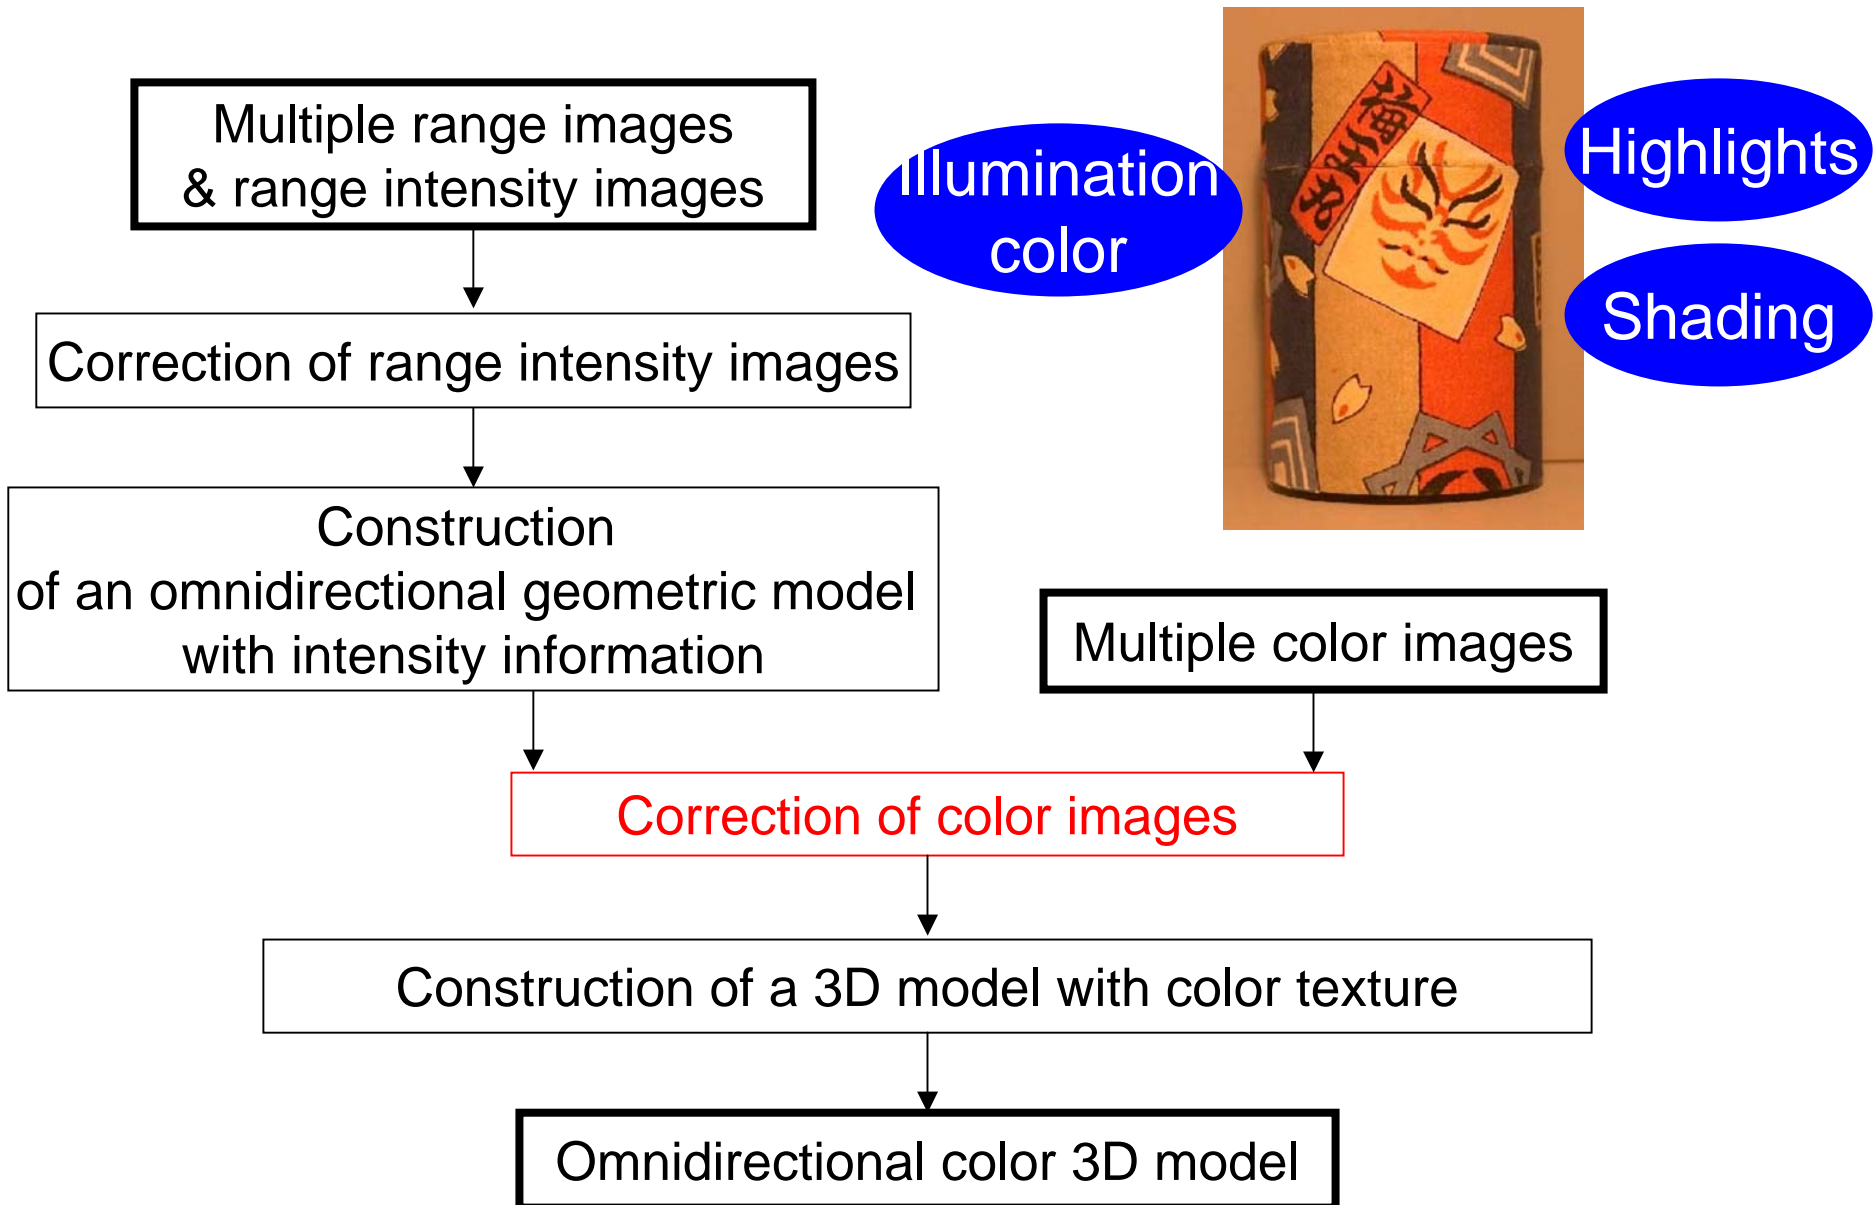 Multiple range images
& range intensity images
Illumination
color
Highlights
Shading
Correction of range intensity images
Construction
of an omnidirectional geometric model
with intensity information
Multiple color images
Correction of color images
Construction of a 3D model with color texture
Omnidirectional color 3D model